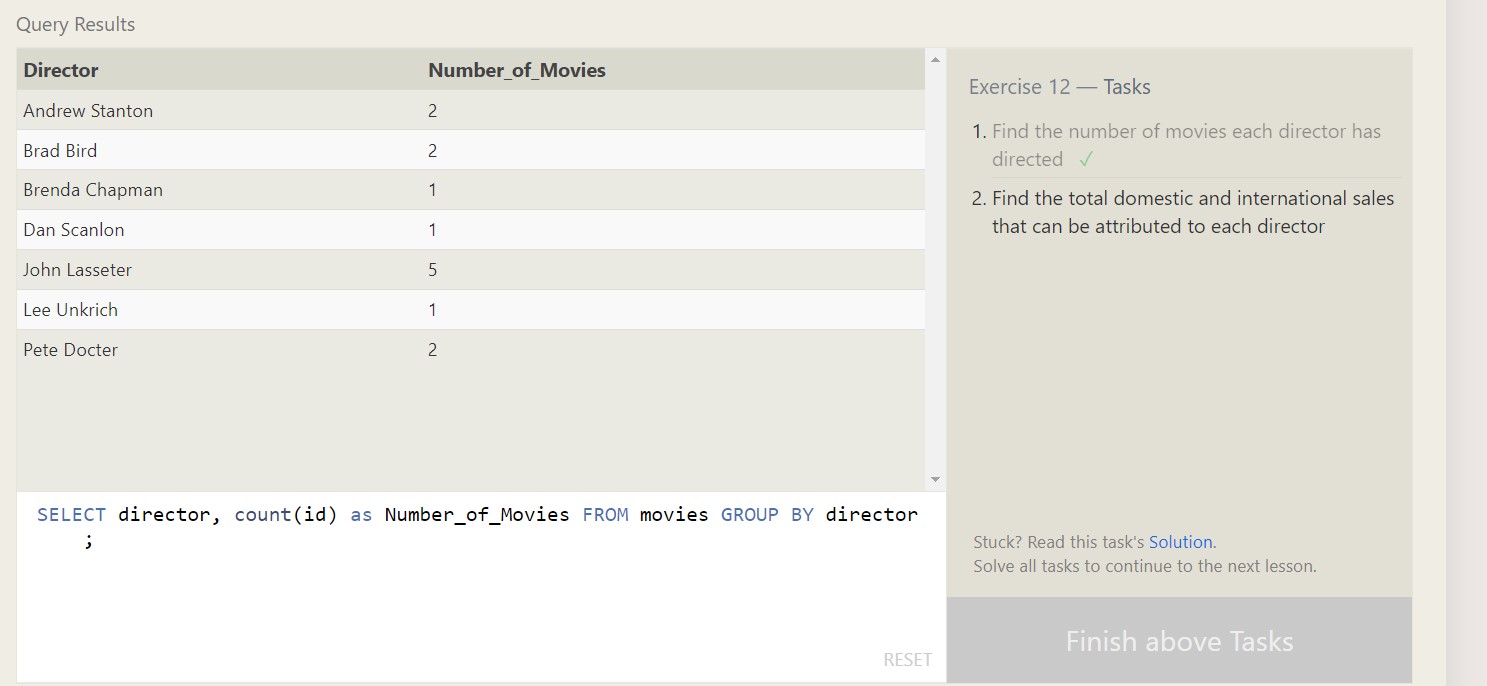 Query Results
Director Number_of_Movies
Andrew Stanton 2
Brad Bird 2
Brenda Chapman 1
Dan Scanlon 1
John Lasseter 5
Lee Unkrich 1
Pete Docter 2
SELECT director, count(id) as Number_of_Movies FROM movies GROUP BY director
;
RESET
Exercise 12 — Tasks
1. Find the number of movies each director has
directed ✓
2. Find the total domestic and international sales
that can be attributed to each director
Stuck? Read this task's Solution.
Solve all tasks to continue to the next lesson.
Finish above Tasks